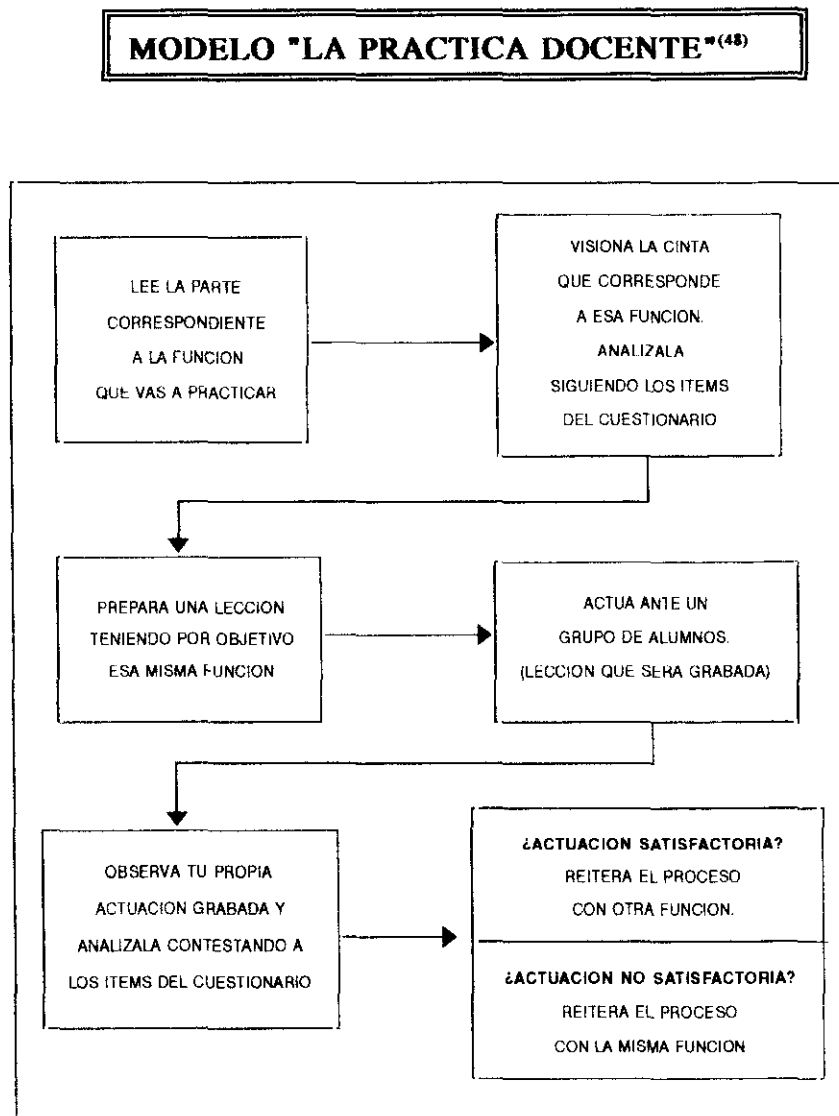 MODELO "LA PRACTICA DOCENTE"(48)
LEE LA PARTE
CORRESPONDIENTE
A LA FUNCION
QUE VAS A PRACTICAR
VISIONA LA CINTA
QUE CORRESPONDE
A ESA FUNCION.
ANALIZALA
SIGUIENDO LOS ITEMS
DEL CUESTIONARIO
PREPARA UNA LECCION
TENIENDO POR OBJETIVO
ESA MISMA FUNCION
ACTUA ANTE UN
GRUPO DE ALUMNOS.
(LECCION QUE SERA GRABADA)
OBSERVA TU PROPIA
ACTUACION GRABADA Y
ANALIZALA CONTESTANDO A
LOS ITEMS DEL CUESTIONARIO
¿ACTUACION SATISFACTORIA?
REITERA EL PROCESO
CON OTRA FUNCION.
¿ACTUACION NO SATISFACTORIA?
REITERA EL PROCESO
CON LA MISMA FUNCION